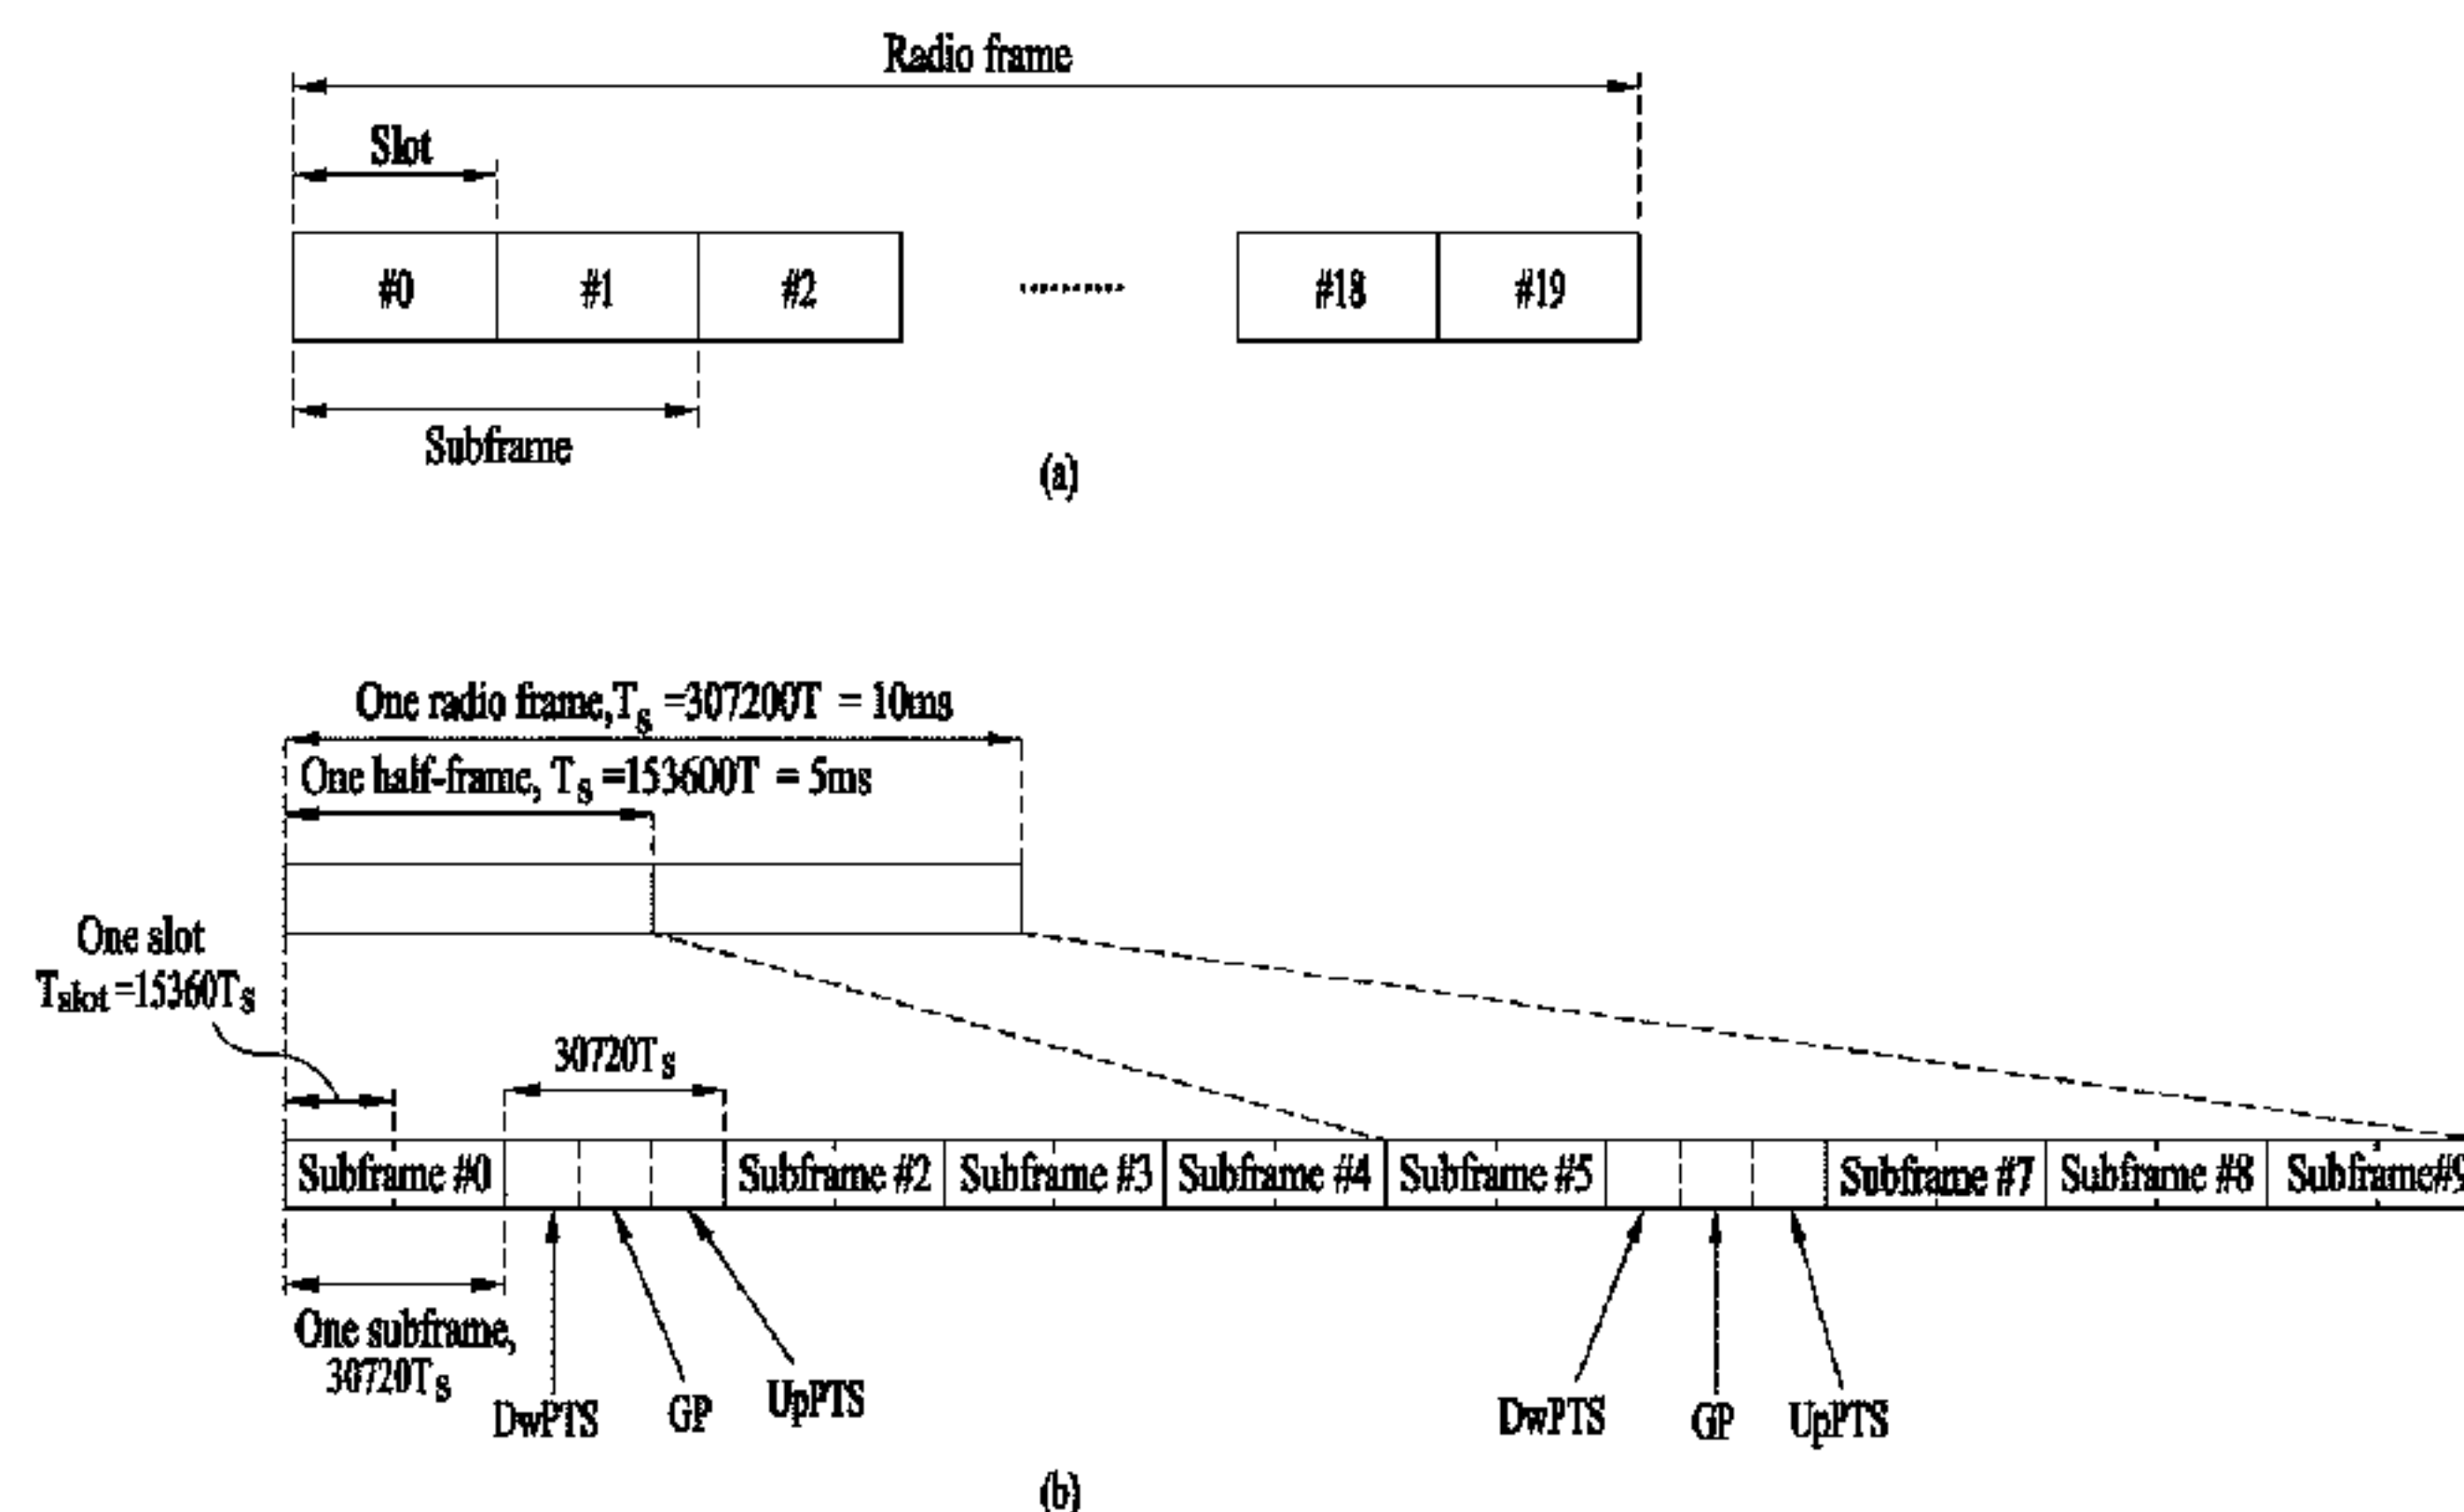 Radio frame
Slot
#0 #1 #2 ......... #18 #19
Subframe
(a)
One radio frame,Ts =307200T = 10ms
One half-frame, Ts =153600T = 5ms
One slot
Tslot =15360Ts
30720Ts
Subframe #0 Subframe #2 Subframe #3 Subframe #4 Subframe #5 Subframe #7 Subframe #8 Subframe#9
One subframe,
30720Ts
DwPTS GP UpPTS DwPTS GP UpPTS
(b)